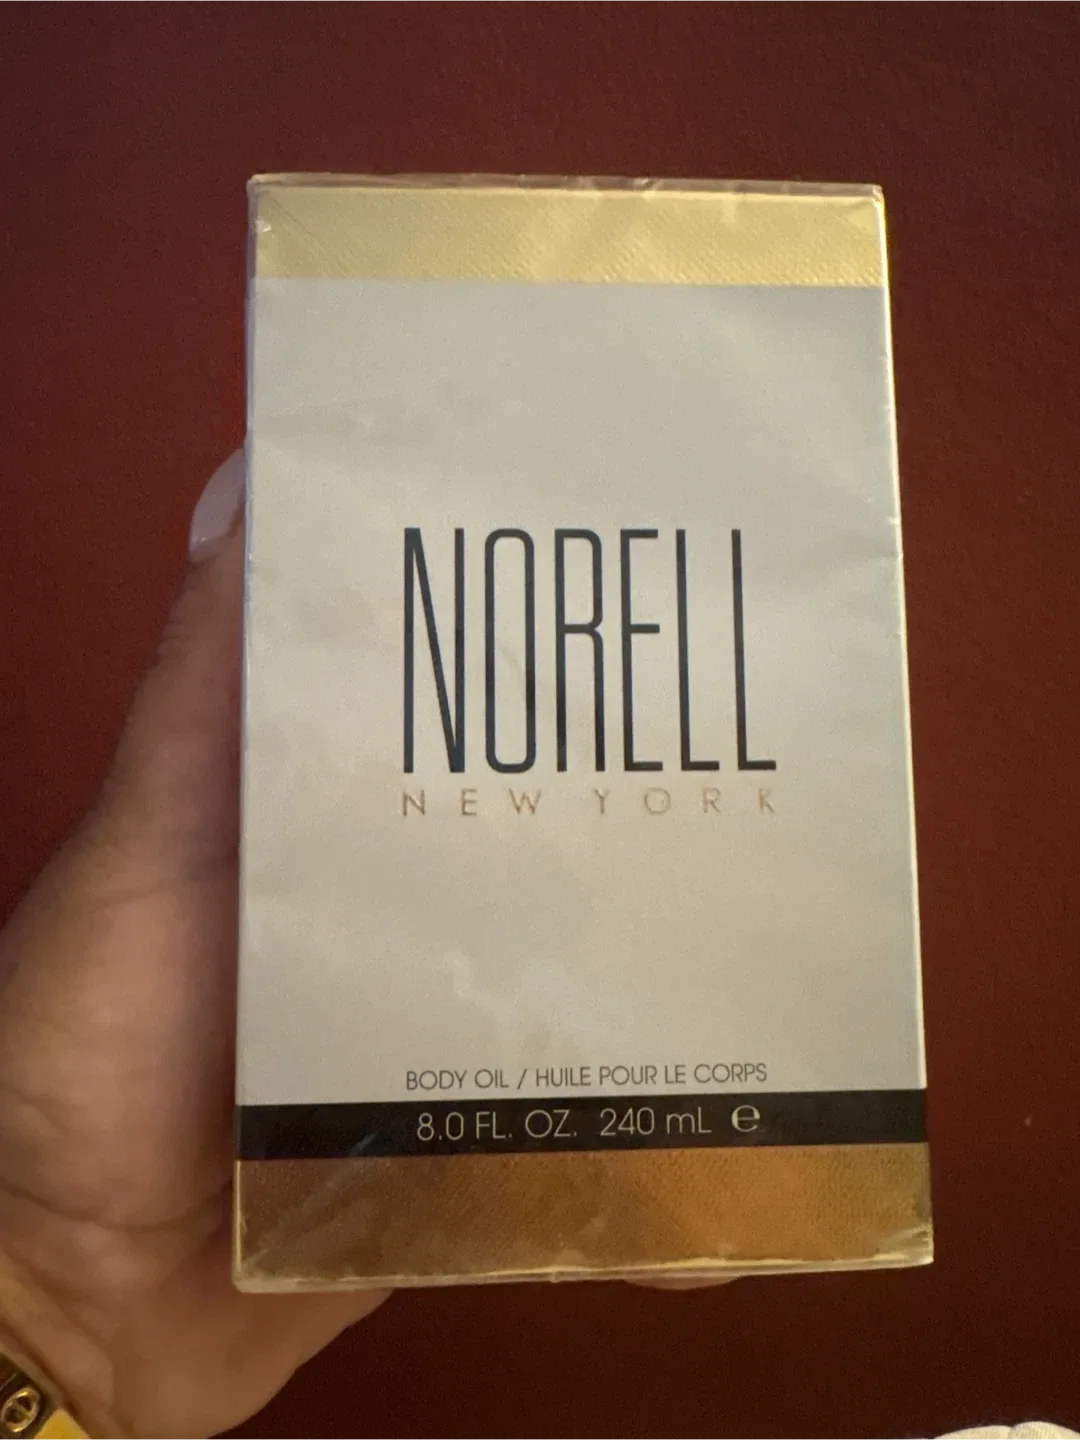 NORELL
NEW YORK
BODY OIL / HUILE POUR LE CORPS
8.0 FL. OZ. 240 mL ℮